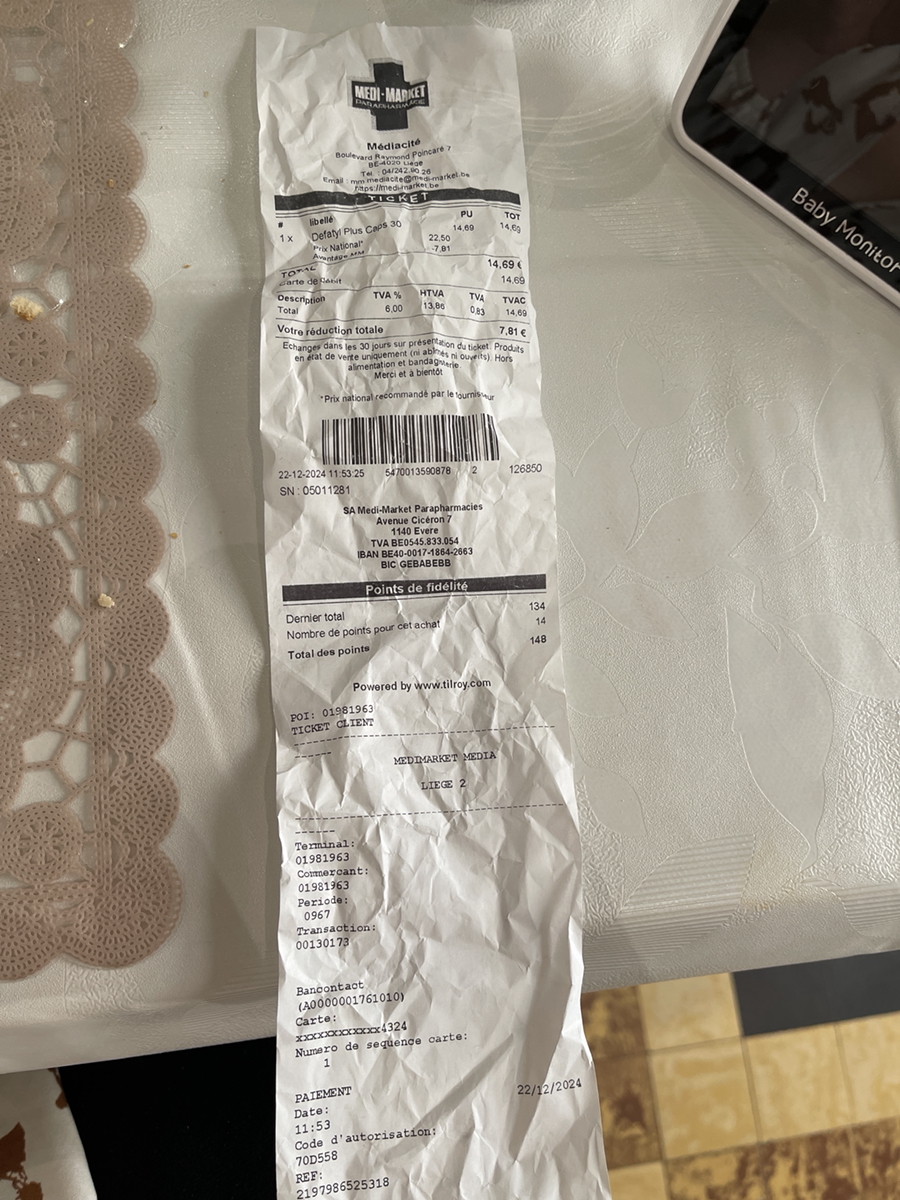 MEDI-MARKET
PARAPHARMACIE
Médiacité
Boulevard Raymond Poincaré 7
BE-4020 Liège
Tél : 04/242.90.26
Email : mm.mediacite@medi-market.be
https://medi-market.be
TICKET
# libellé PU TOT
1 x Defatyl Plus Caps 30 14,69 14,69
Prix National* 22,50
Avantage MM -7,81
TOTAL 14,69 €
Carte de Débit 14,69
Description TVA % HTVA TVA TVAC
Total 6,00 13,86 0,83 14,69
Votre réduction totale 7,81 €
Echanges dans les 30 jours sur présentation du ticket. Produits
en état de vente uniquement (ni abîmés ni ouverts). Hors
alimentation et bandagisterie.
Merci et à bientôt
*Prix national recommandé par le fournisseur
22-12-2024 11:53:25 5470013590878 2 126850
SN : 05011281
SA Medi-Market Parapharmacies
Avenue Cicéron 7
1140 Evere
TVA BE0545.833.054
IBAN BE40-0017-1864-2663
BIC GEBABEBB
Points de fidélité
Dernier total 134
Nombre de points pour cet achat 14
Total des points 148
Powered by www.tilroy.com
POI: 01981963
TICKET CLIENT
MEDIMARKET MEDIA
LIEGE 2
Terminal:
01981963
Commercant:
01981963
Periode:
0967
Transaction:
00130173
Bancontact
(A0000001761010)
Carte:
xxxxxxxxxxxx4324
Numero de sequence carte:
1
PAIEMENT
Date: 22/12/2024
11:53
Code d'autorisation:
70D558
REF:
2197986525318
Baby Monitor